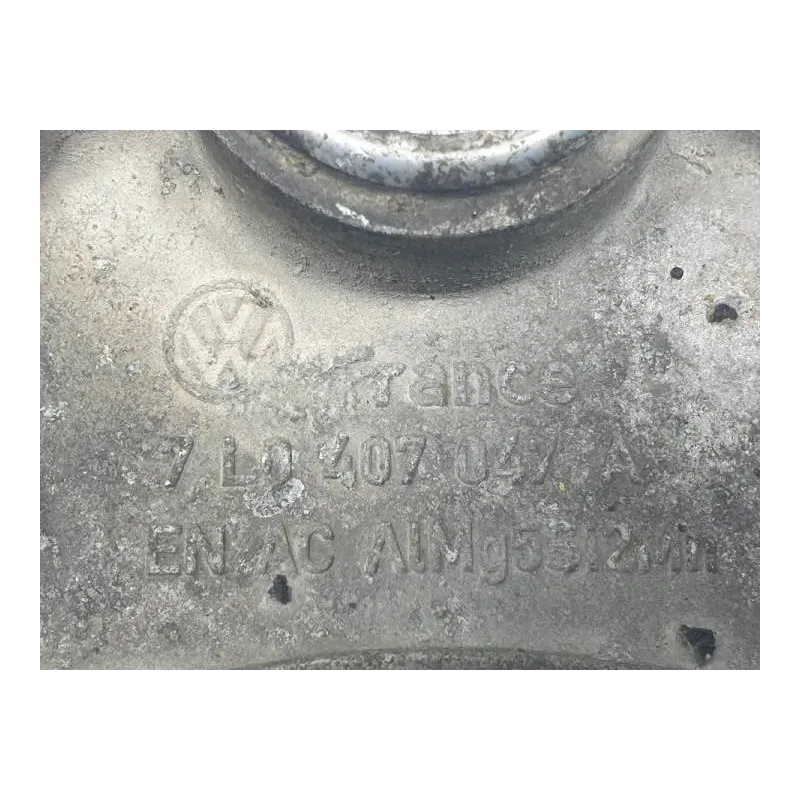 VW
France
7 L0 407 047 A
EN AC AlMg5Si2Mn